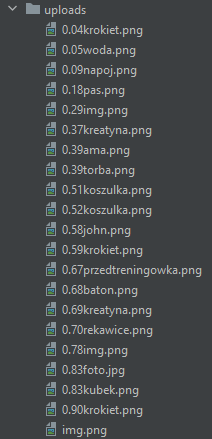 uploads
0.04krokiet.png
0.05woda.png
0.09napoj.png
0.18pas.png
0.29img.png
0.37kreatyna.png
0.39ama.png
0.39torba.png
0.51koszulka.png
0.52koszulka.png
0.58john.png
0.59krokiet.png
0.67przedtreningowka.png
0.68baton.png
0.69kreatyna.png
0.70rekawice.png
0.78img.png
0.83foto.jpg
0.83kubek.png
0.90krokiet.png
img.png